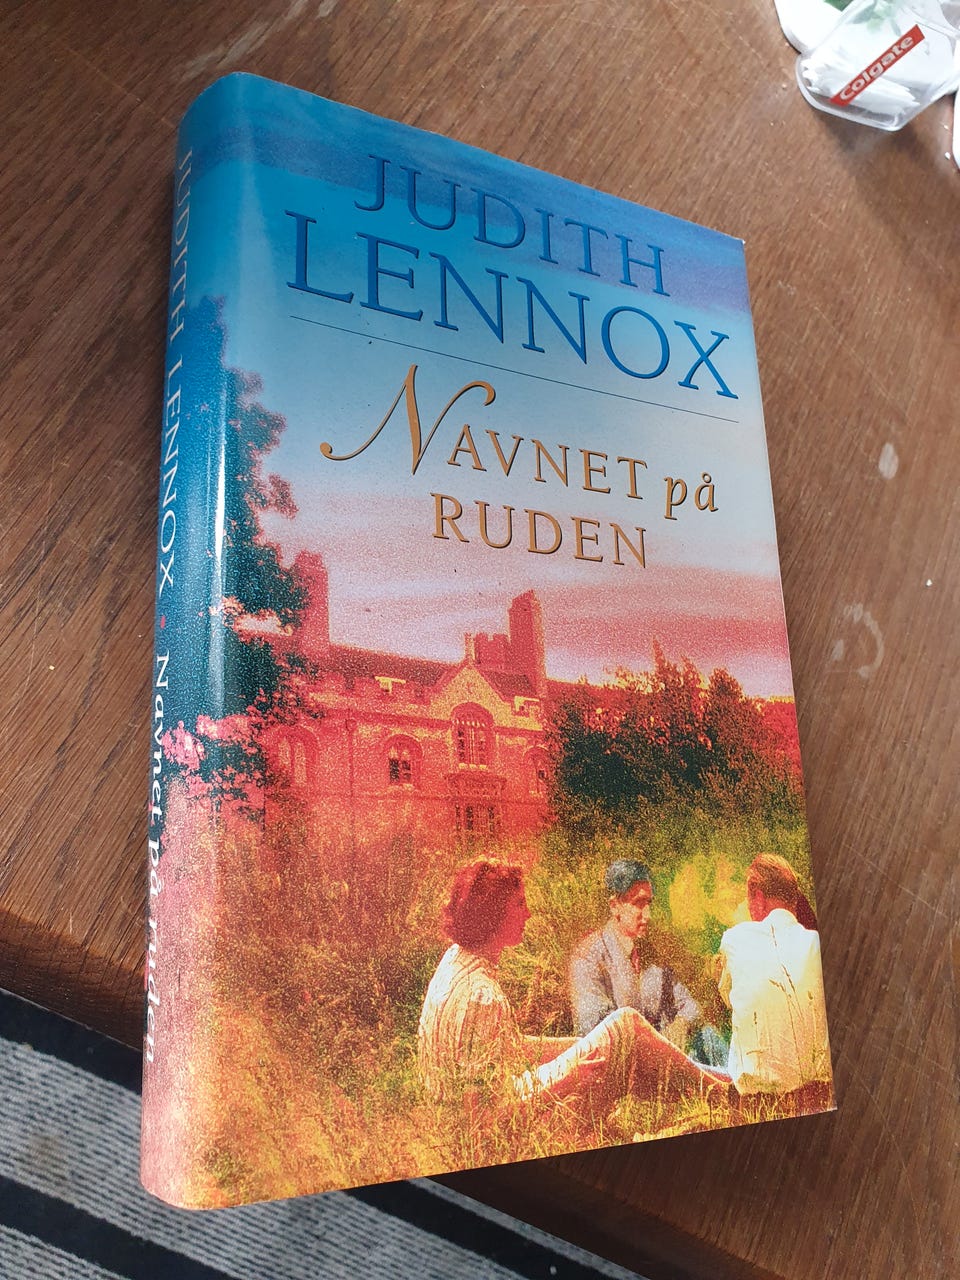 JUDITH
LENNOX
NAVNET på
RUDEN
JUDITH LENNOX • Navnet på ruden
Colgate